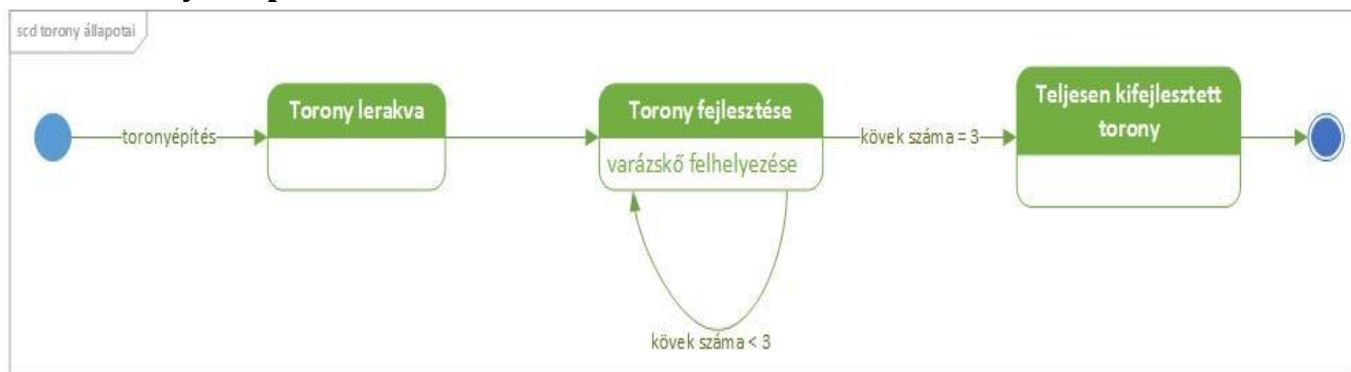 scd torony állapotai
toronyépítés
Torony lerakva
Torony fejlesztése
varázskő felhelyezése
kövek száma < 3
kövek száma = 3
Teljesen kifejlesztett
torony